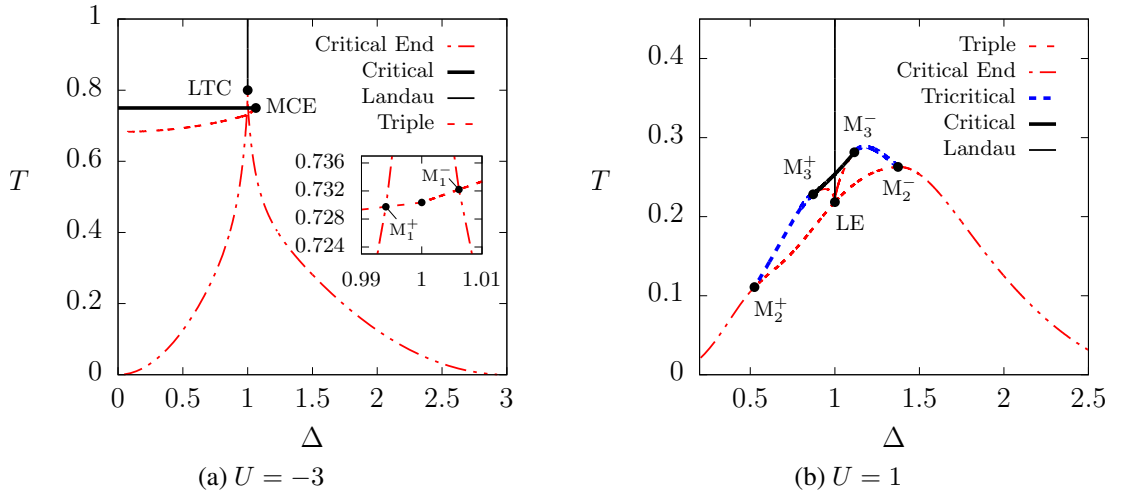 1
0.8
0.6
0.4
0.2
0
T
0
0.5
1
1.5
2
2.5
3
Δ
Critical End
Critical
Landau
Triple
LTC
MCE
0.736
0.732
0.728
0.724
0.99
1
1.01
M₁⁻
M₁⁺
(a) U = −3
0.4
0.3
0.2
0.1
0
T
0.5
1
1.5
2
2.5
Δ
Triple
Critical End
Tricritical
Critical
Landau
M₃⁻
M₃⁺
M₂⁻
LE
M₂⁺
(b) U = 1